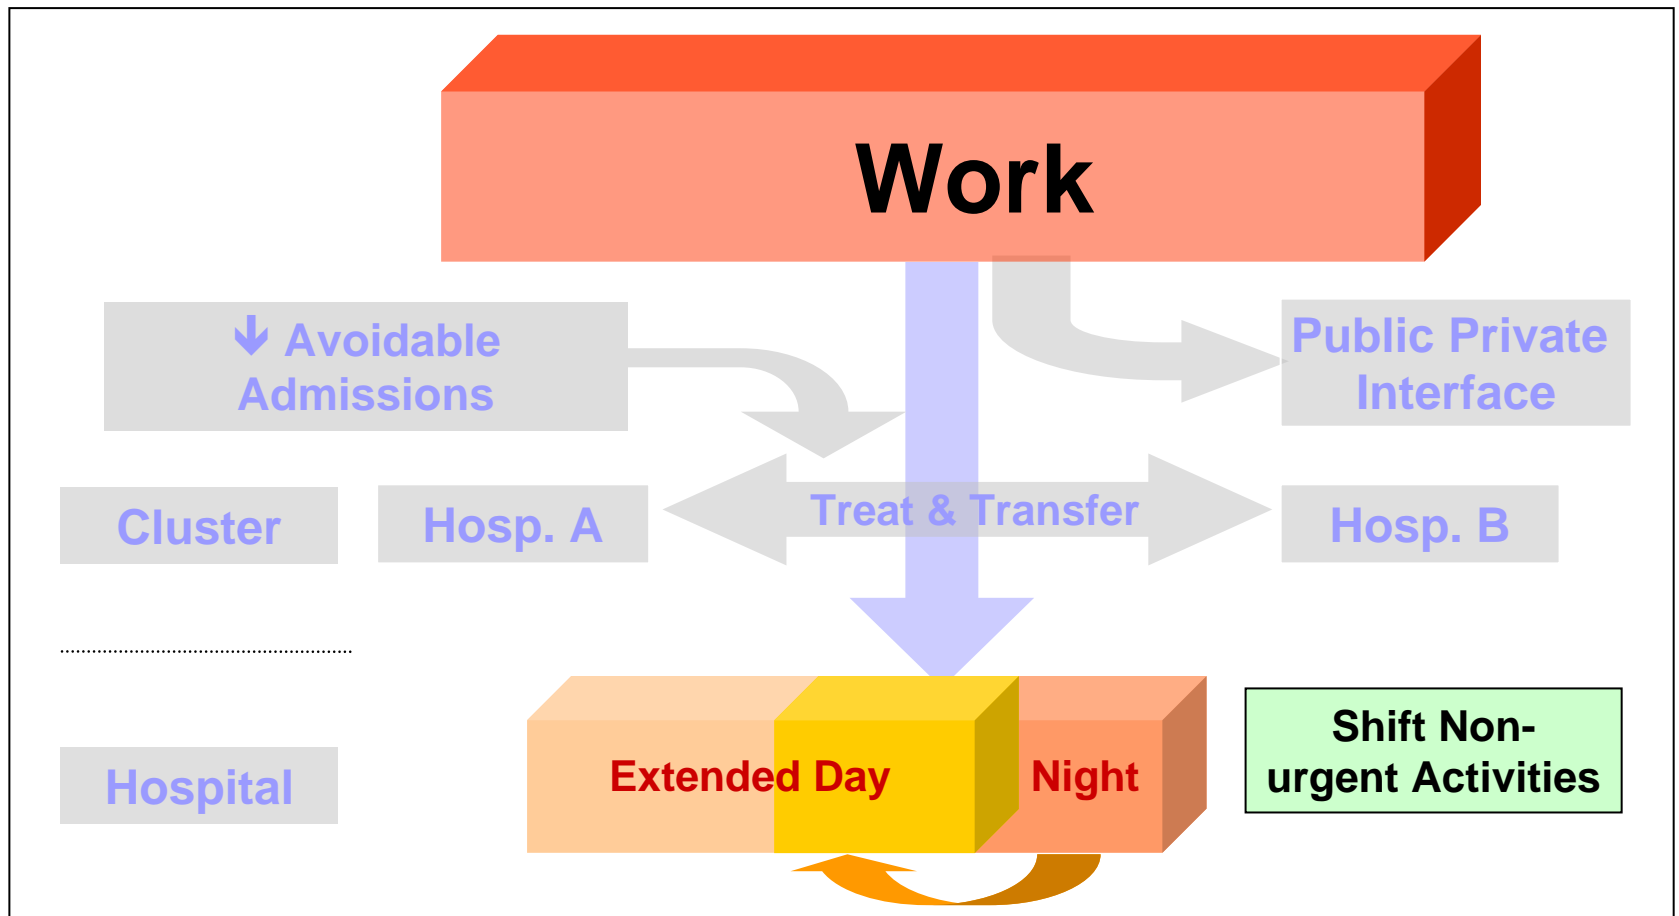 Work
🡻 Avoidable
Admissions
Public Private
Interface
Cluster
Hosp. A
Treat & Transfer
Hosp. B
Hospital
Extended Day
Night
Shift Non-
urgent Activities